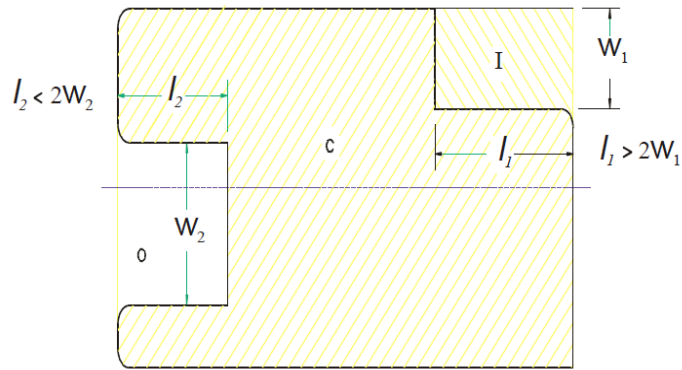 W₁
I
l₂ < 2W₂
l₂
C
l₁
l₁ > 2W₁
W₂
O